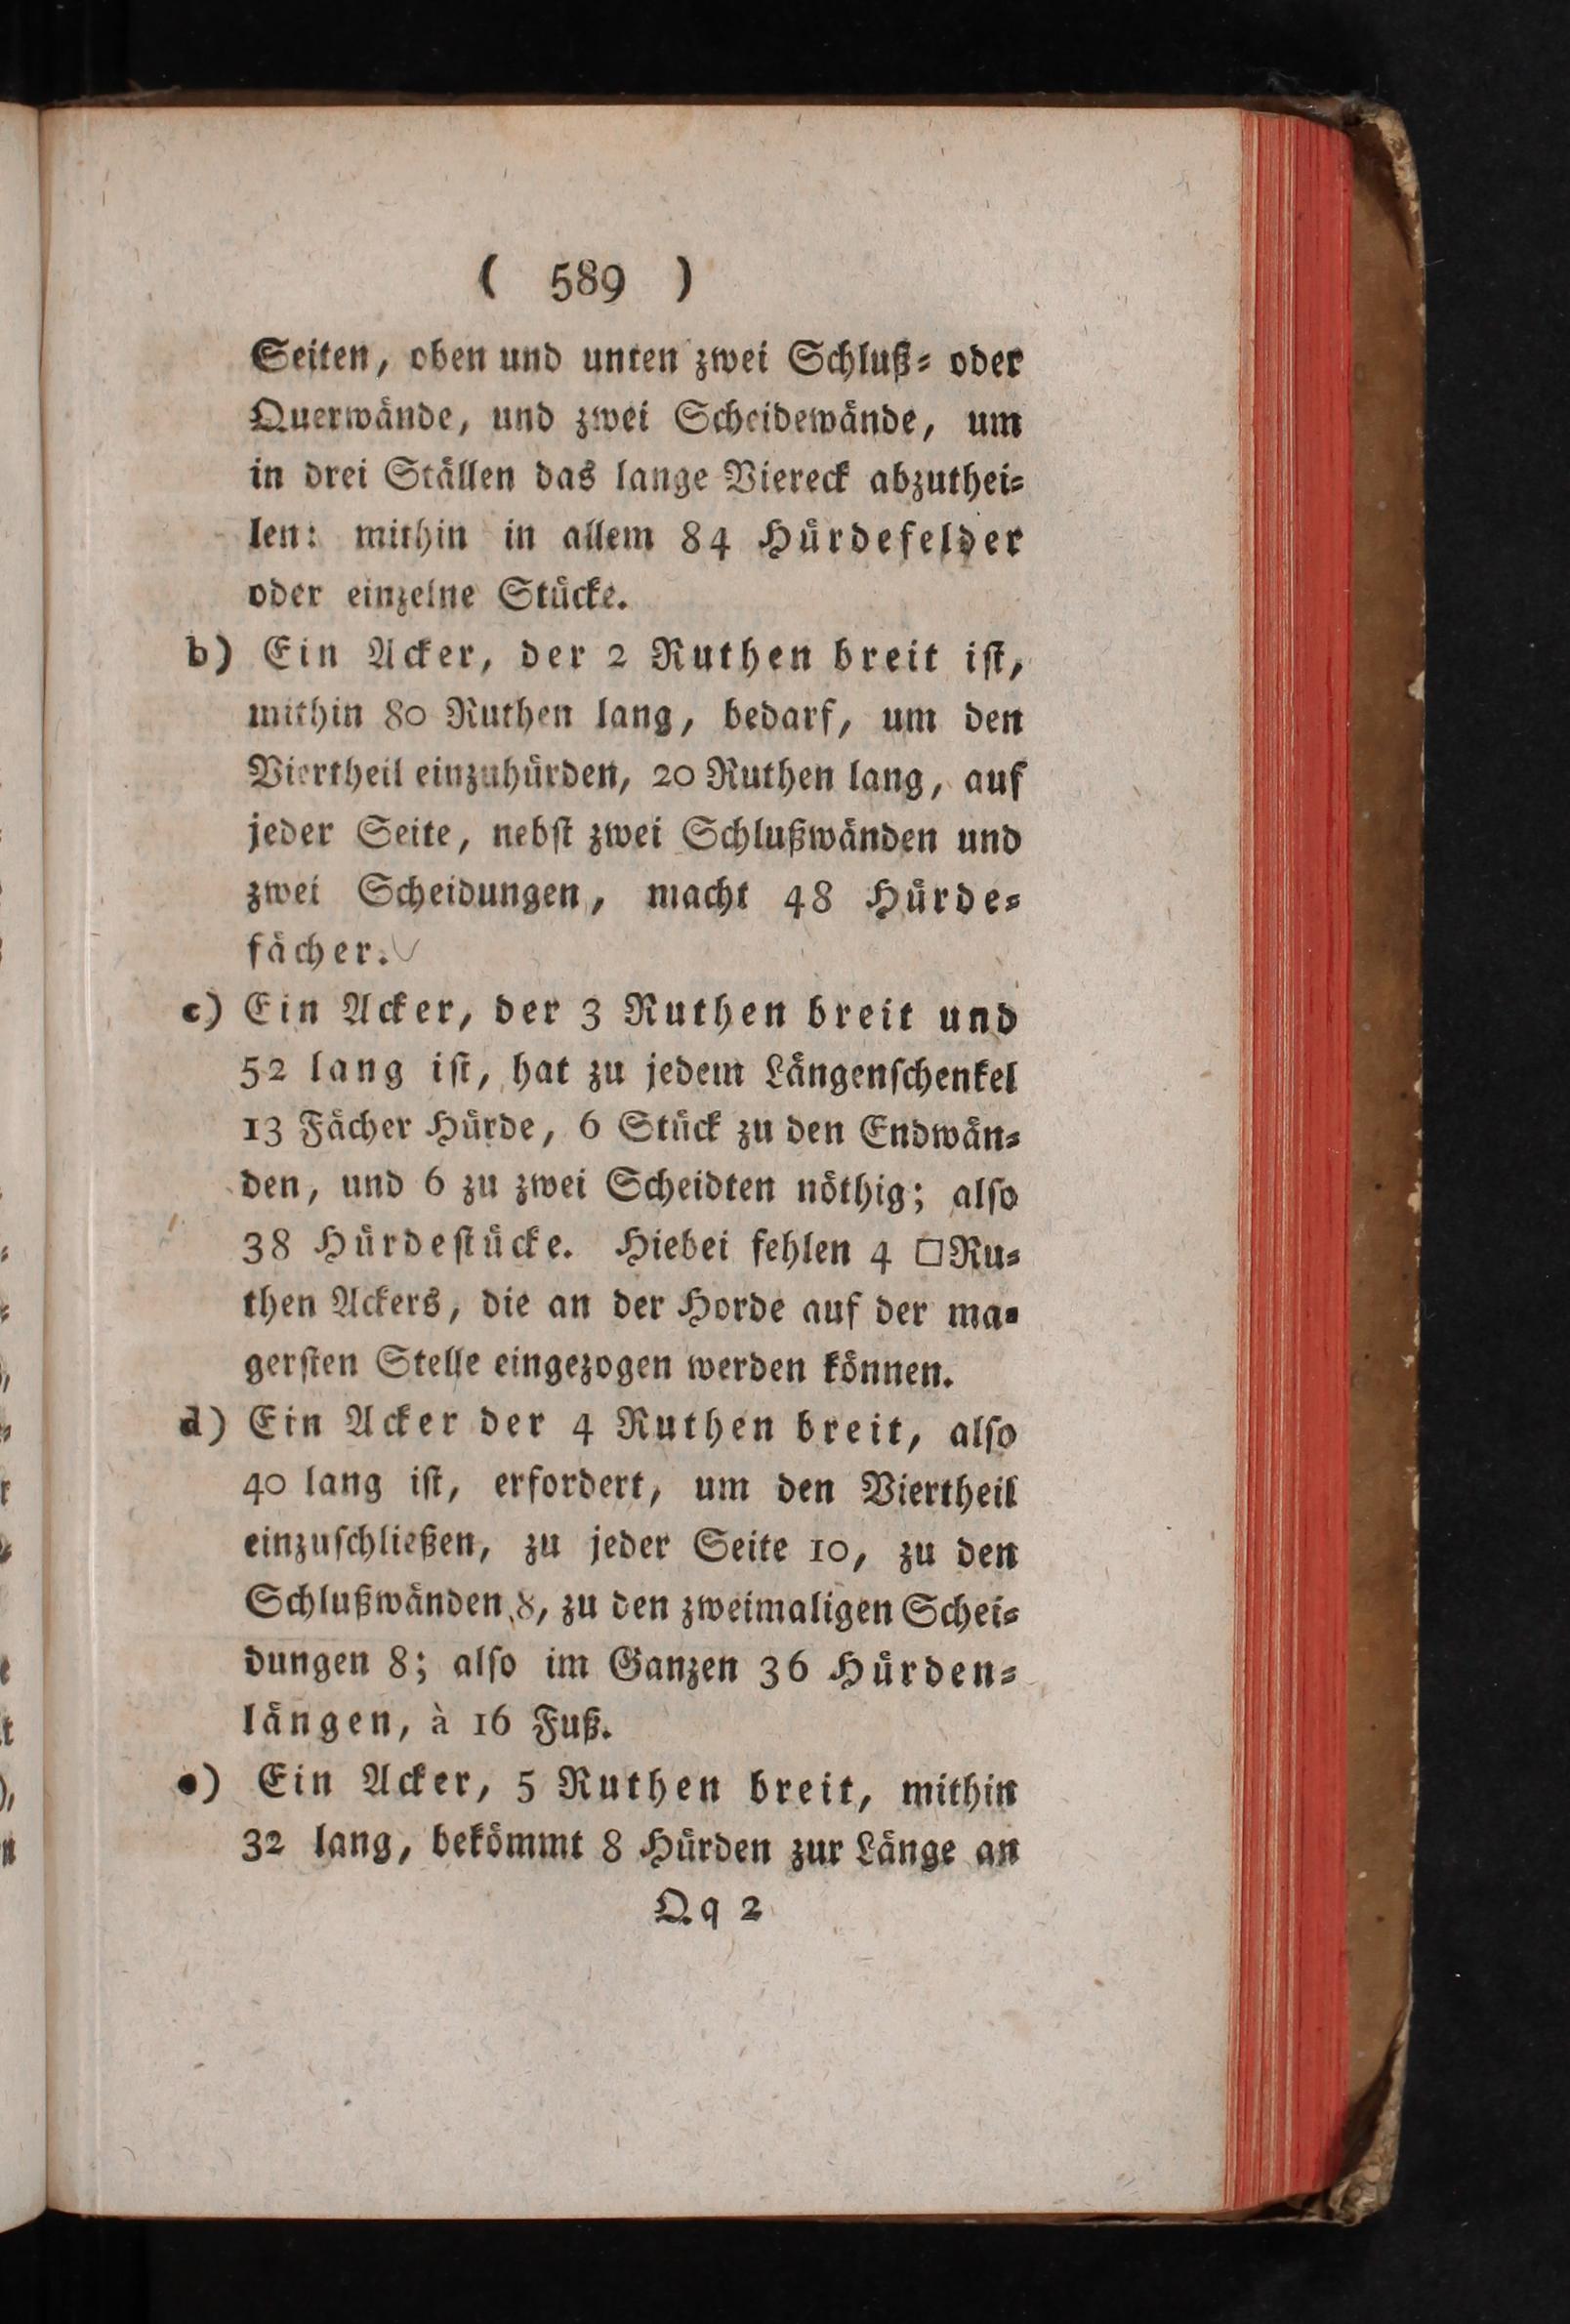 ( 589 )
Seiten, oben und unten zwei Schluß= oder
Querwände, und zwei Scheidewände, um
in drei Ställen das lange Viereck abzuthei=
len: mithin in allem 84 Hürdefelder
oder einzelne Stücke.
b) Ein Acker, der 2 Ruthen breit iſt,
mithin 80 Ruthen lang, bedarf, um den
Viertheil einzuhürden, 20 Ruthen lang, auf
jeder Seite, nebſt zwei Schlußwänden und
zwei Scheidungen, macht 48 Hürde=
fächer.
c) Ein Acker, der 3 Ruthen breit und
52 lang iſt, hat zu jedem Längenſchenkel
13 Fächer Hürde, 6 Stück zu den Endwän=
den, und 6 zu zwei Scheidten nöthig; alſo
38 Hürdeſtücke. Hiebei fehlen 4 □Ru=
then Ackers, die an der Horde auf der ma=
gerſten Stelle eingezogen werden können.
d) Ein Acker der 4 Ruthen breit, alſo
40 lang iſt, erfordert, um den Viertheil
einzuſchließen, zu jeder Seite 10, zu den
Schlußwänden 8, zu den zweimaligen Schei=
dungen 8; alſo im Ganzen 36 Hürden=
längen, à 16 Fuß.
e) Ein Acker, 5 Ruthen breit, mithin
32 lang, bekömmt 8 Hürden zur Länge an
Qq 2